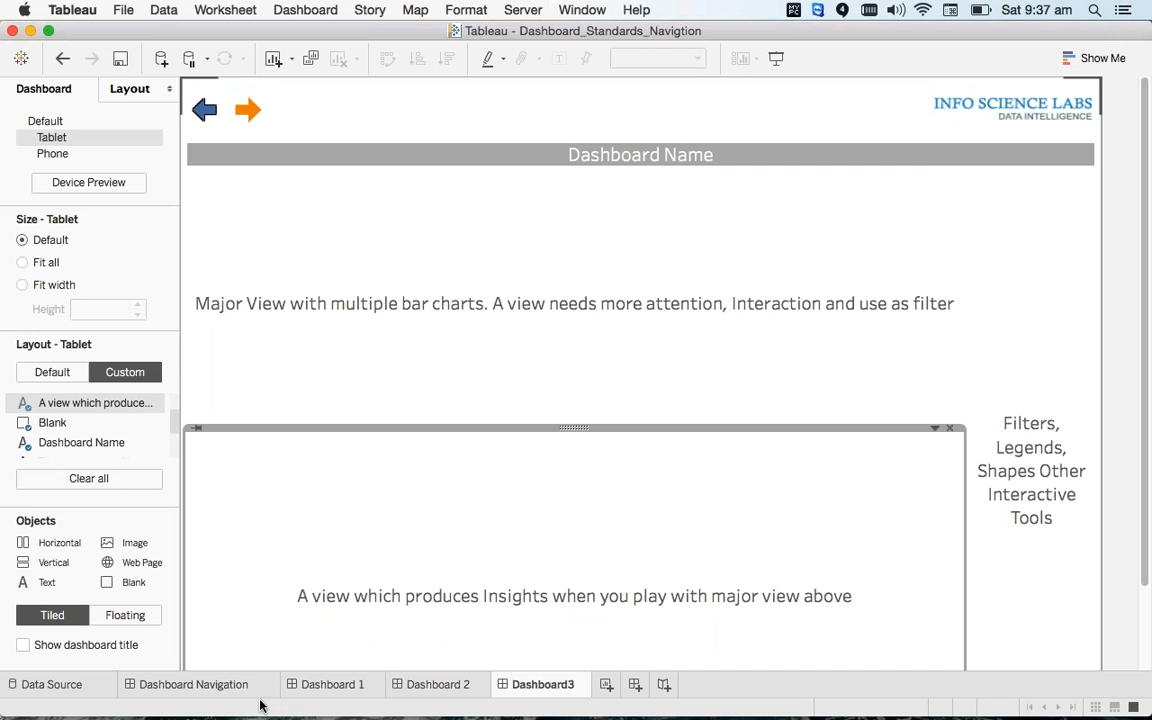 Tableau File Data Worksheet Dashboard Story Map Format Server Window Help Sat 9:37 am
Tableau - Dashboard_Standards_Navigtion
Show Me
Dashboard Layout
Default
Tablet
Phone
Device Preview
Size - Tablet
Default
Fit all
Fit width
Height
Layout - Tablet
Default Custom
A view which produce...
Blank
Dashboard Name
Clear all
Objects
Horizontal Image
Vertical Web Page
Text Blank
Tiled Floating
Show dashboard title
INFO SCIENCE LABS
DATA INTELLIGENCE
Dashboard Name
Major View with multiple bar charts. A view needs more attention, Interaction and use as filter
Filters,
Legends,
Shapes Other
Interactive
Tools
A view which produces Insights when you play with major view above
Data Source Dashboard Navigation Dashboard 1 Dashboard 2 Dashboard3